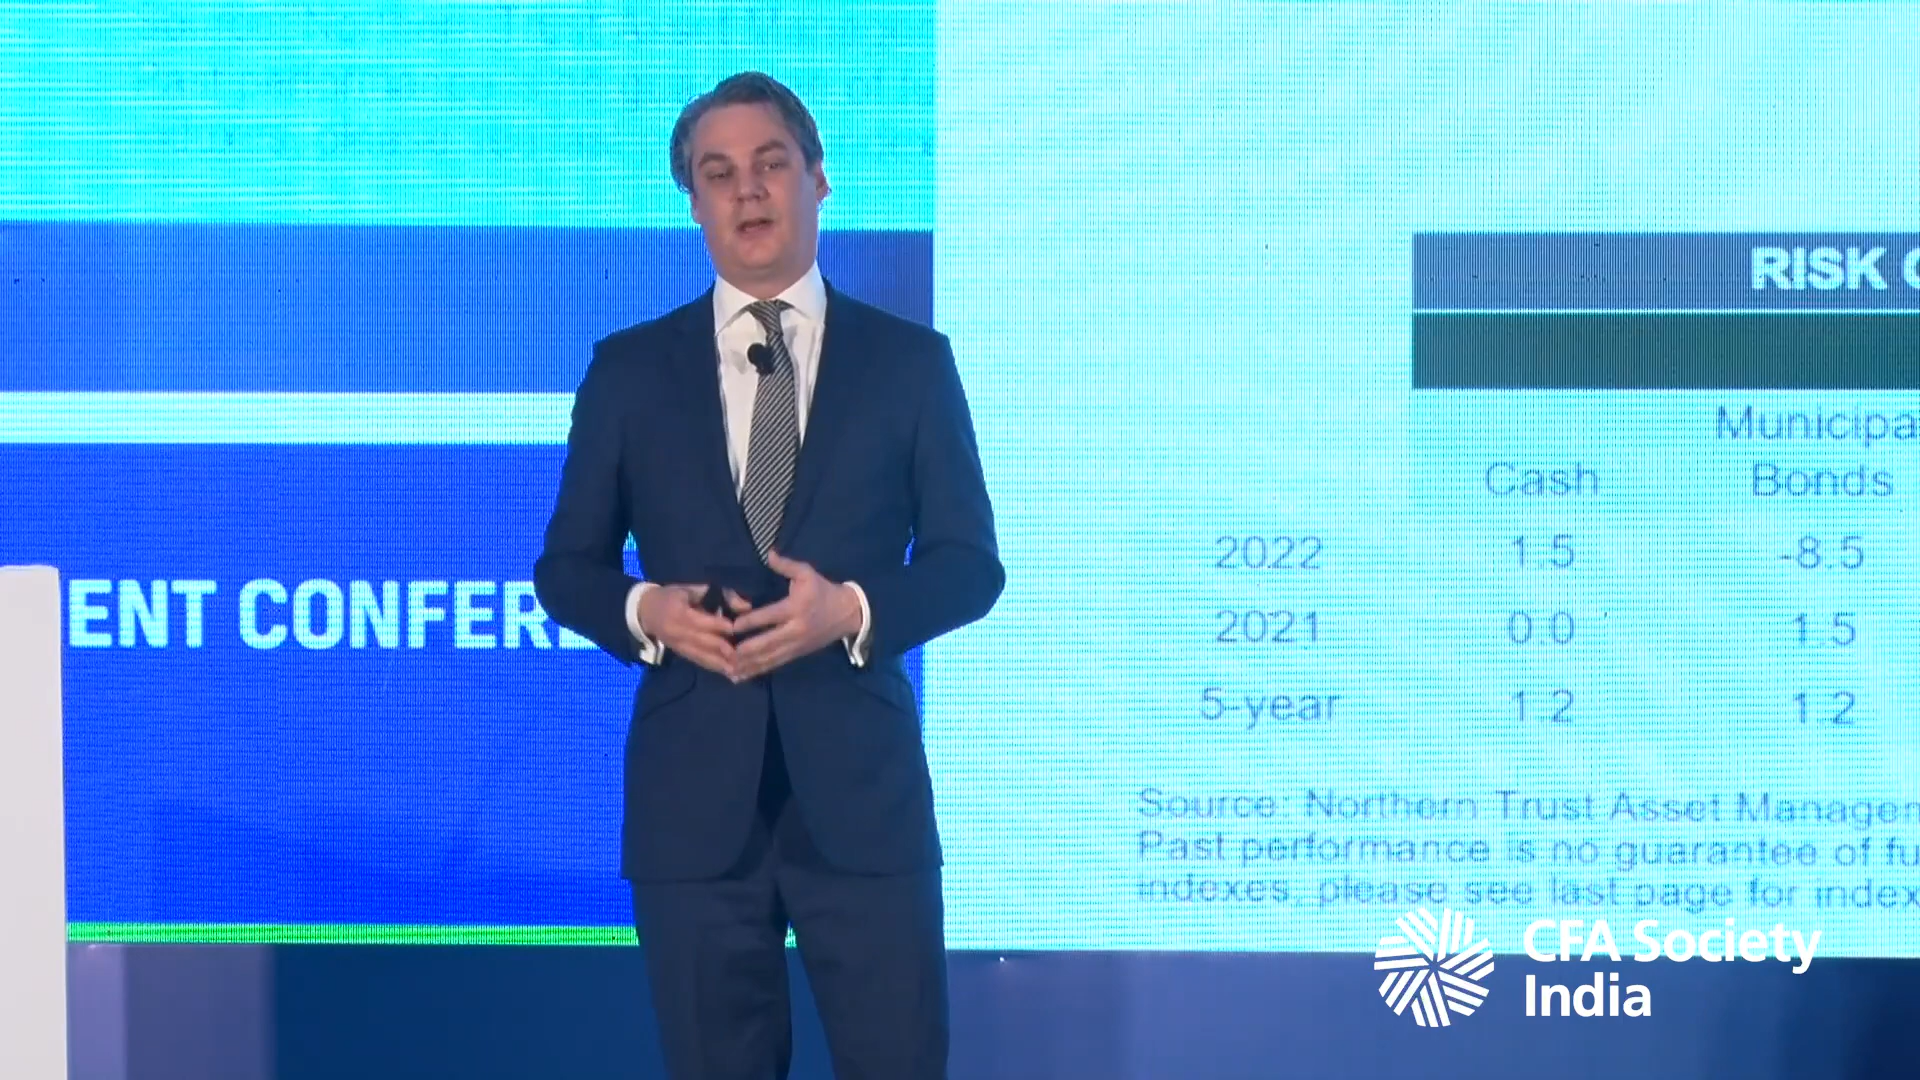 ENT CONFER
RISK
Municipa
Cash Bonds
2022 1.5 -8.5
2021 0.0 1.5
5-year 1.2 1.2
Source: Northern Trust Asset Managem
Past performance is no guarantee of fu
indexes, please see last page for index
CFA Society
India